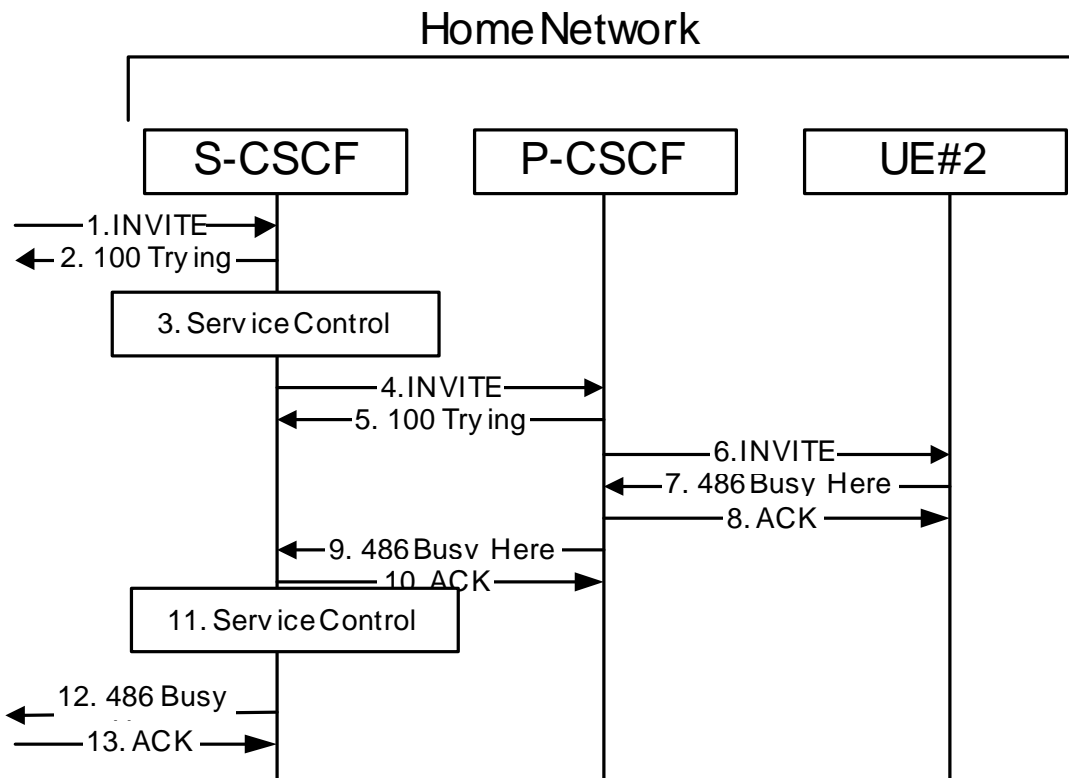 Home Network
S-CSCF
P-CSCF
UE#2
1.INVITE
2. 100 Trying
3. Service Control
4.INVITE
5. 100 Trying
6.INVITE
7. 486 Busy Here
8. ACK
9. 486 Busy Here
10. ACK
11. Service Control
12. 486 Busy
13. ACK